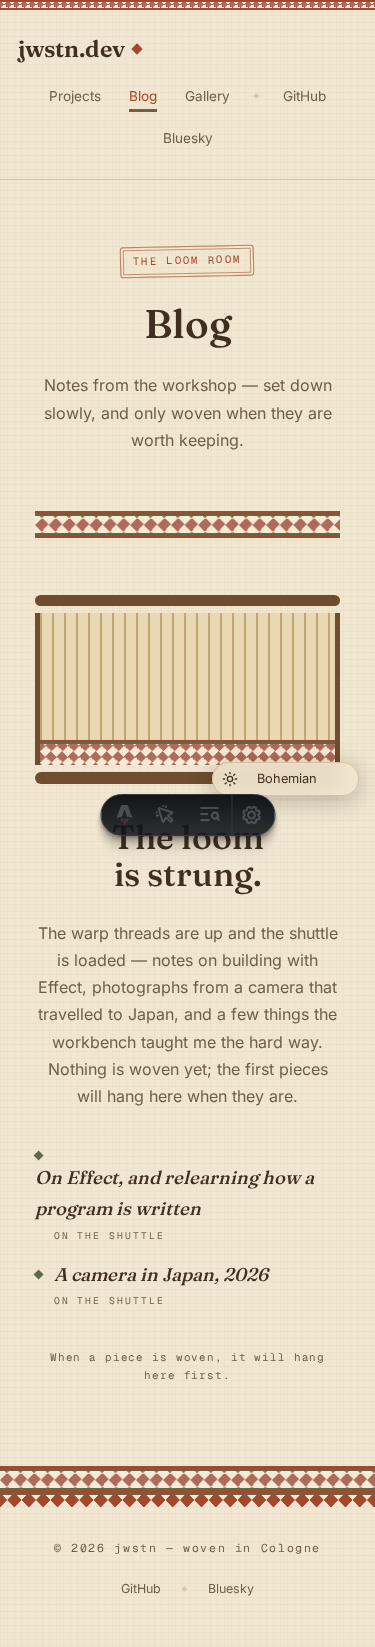 jwstn.dev
Projects Blog Gallery GitHub
Bluesky
THE LOOM ROOM
Blog
Notes from the workshop — set down
slowly, and only woven when they are
worth keeping.
Bohemian
The loom
is strung.
The warp threads are up and the shuttle
is loaded — notes on building with
Effect, photographs from a camera that
travelled to Japan, and a few things the
workbench taught me the hard way.
Nothing is woven yet; the first pieces
will hang here when they are.
On Effect, and relearning how a
program is written
ON THE SHUTTLE
A camera in Japan, 2026
ON THE SHUTTLE
When a piece is woven, it will hang
here first.
© 2026 jwstn — woven in Cologne
GitHub Bluesky